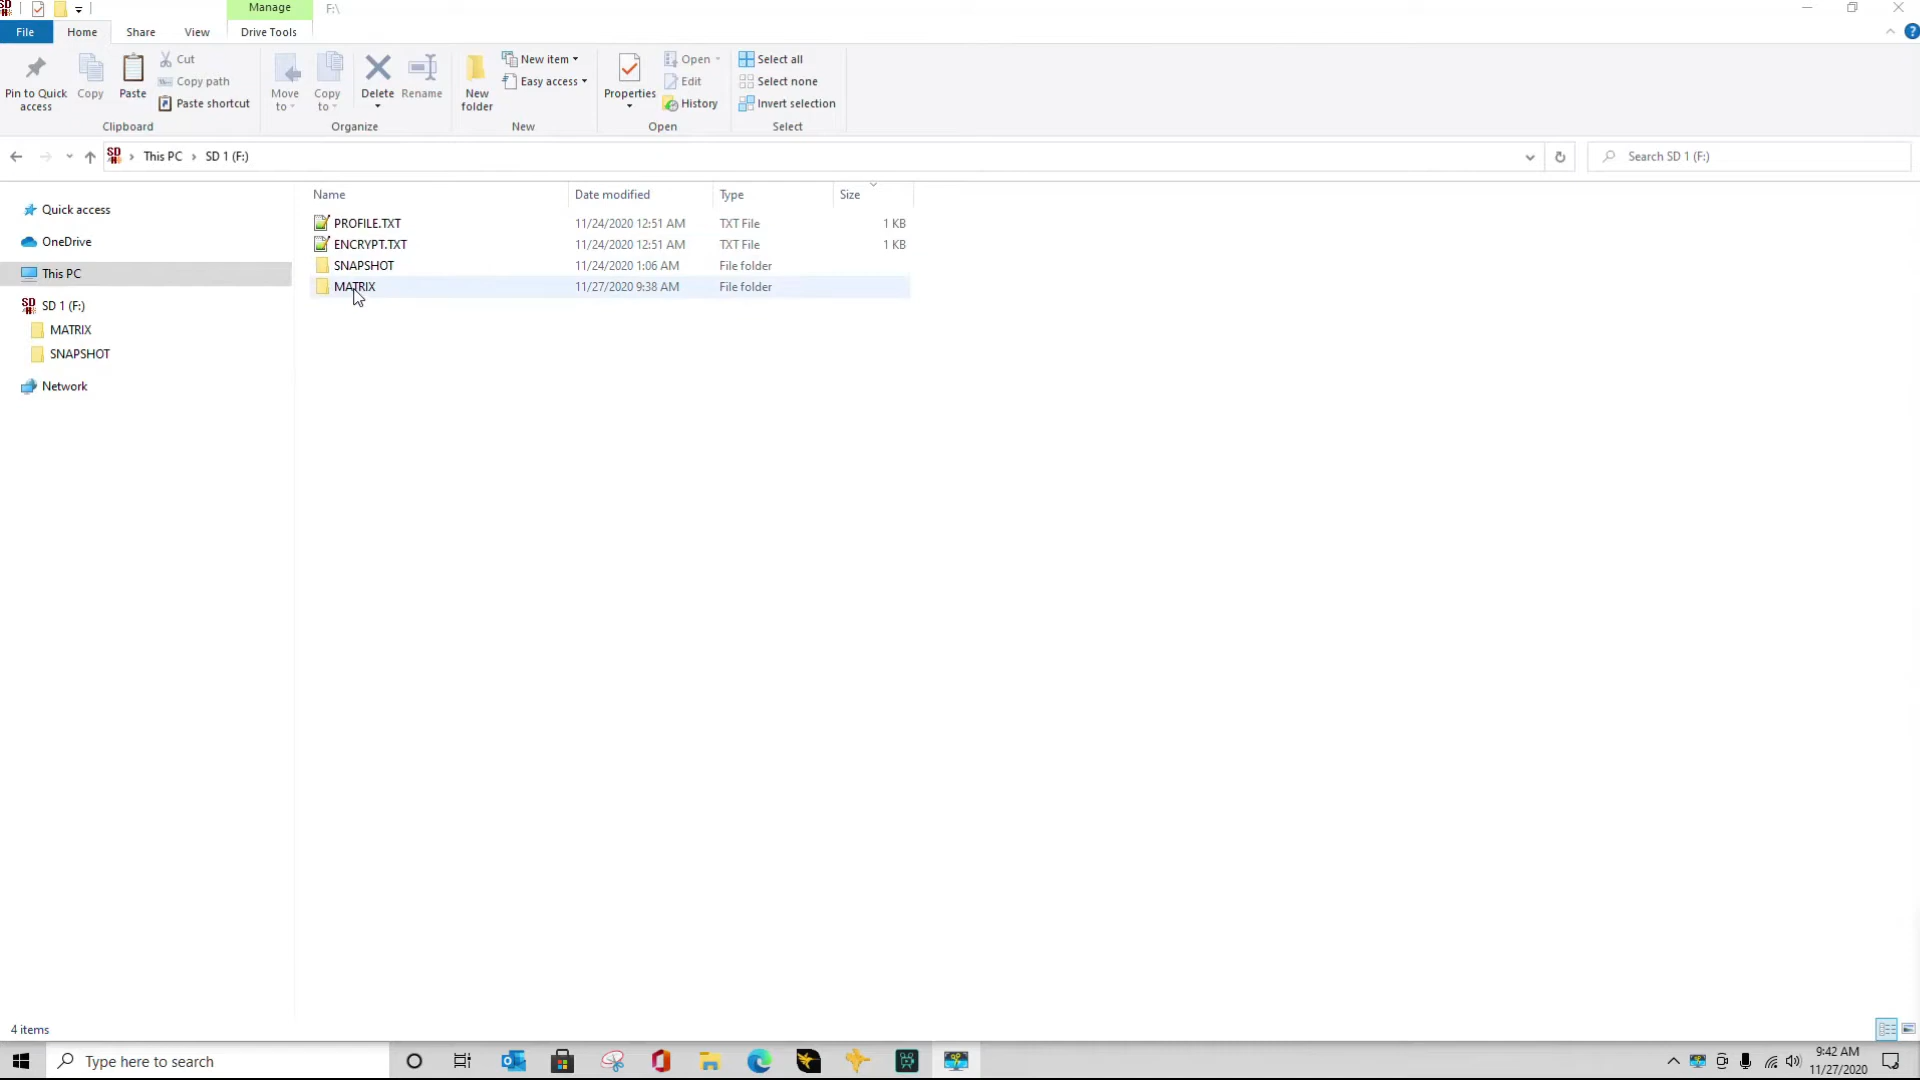 Manage
F:\
File
Home
Share
View
Drive Tools
Pin to Quick access
Copy
Paste
Cut
Copy path
Paste shortcut
Clipboard
Move to
Copy to
Delete
Rename
Organize
New folder
New item
Easy access
New
Properties
Open
Edit
History
Open
Select all
Select none
Invert selection
Select
SD
This PC
SD 1 (F:)
Search SD 1 (F:)
Name
Date modified
Type
Size
PROFILE.TXT 11/24/2020 12:51 AM TXT File 1 KB
ENCRYPT.TXT 11/24/2020 12:51 AM TXT File 1 KB
SNAPSHOT 11/24/2020 1:06 AM File folder
MATRIX 11/27/2020 9:38 AM File folder
Quick access
OneDrive
This PC
SD 1 (F:)
MATRIX
SNAPSHOT
Network
4 items
Type here to search
9:42 AM
11/27/2020